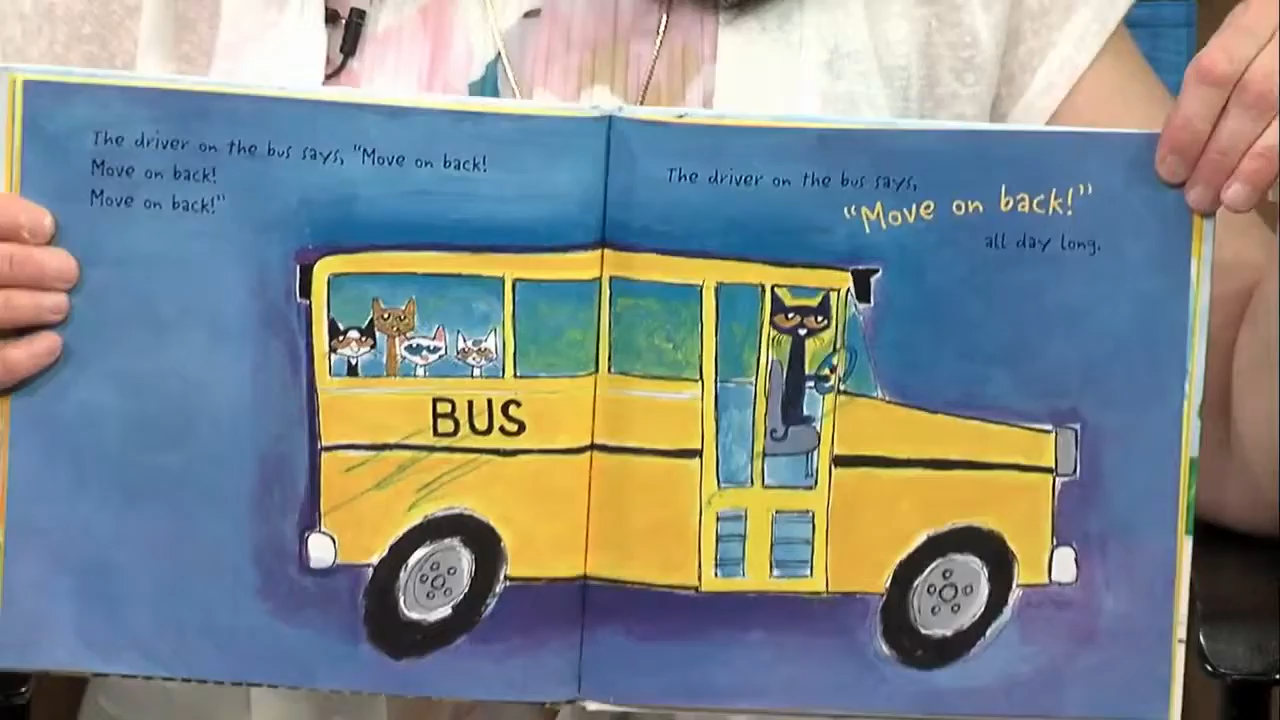 The driver on the bus says, "Move on back!
Move on back!
Move on back!"
The driver on the bus says,
"Move on back!"
all day long.
BUS